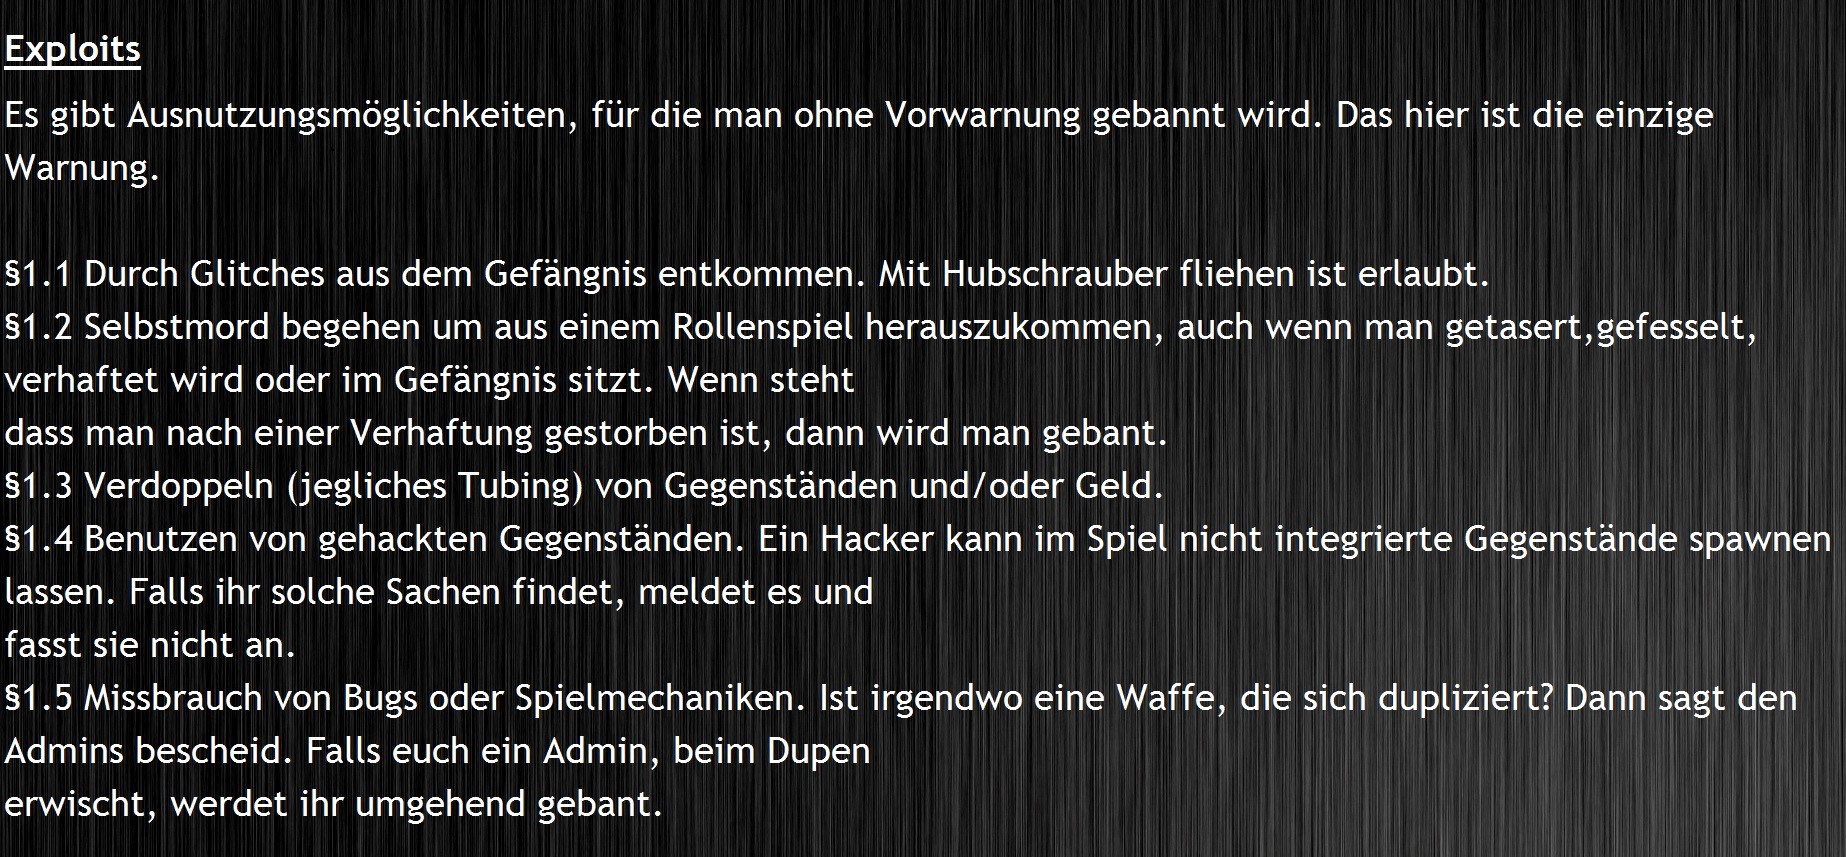 Exploits
Es gibt Ausnutzungsmöglichkeiten, für die man ohne Vorwarnung gebannt wird. Das hier ist die einzige
Warnung.
§1.1 Durch Glitches aus dem Gefängnis entkommen. Mit Hubschrauber fliehen ist erlaubt.
§1.2 Selbstmord begehen um aus einem Rollenspiel herauszukommen, auch wenn man getasert,gefesselt,
verhaftet wird oder im Gefängnis sitzt. Wenn steht
dass man nach einer Verhaftung gestorben ist, dann wird man gebant.
§1.3 Verdoppeln (jegliches Tubing) von Gegenständen und/oder Geld.
§1.4 Benutzen von gehackten Gegenständen. Ein Hacker kann im Spiel nicht integrierte Gegenstände spawnen
lassen. Falls ihr solche Sachen findet, meldet es und
fasst sie nicht an.
§1.5 Missbrauch von Bugs oder Spielmechaniken. Ist irgendwo eine Waffe, die sich dupliziert? Dann sagt den
Admins bescheid. Falls euch ein Admin, beim Dupen
erwischt, werdet ihr umgehend gebant.